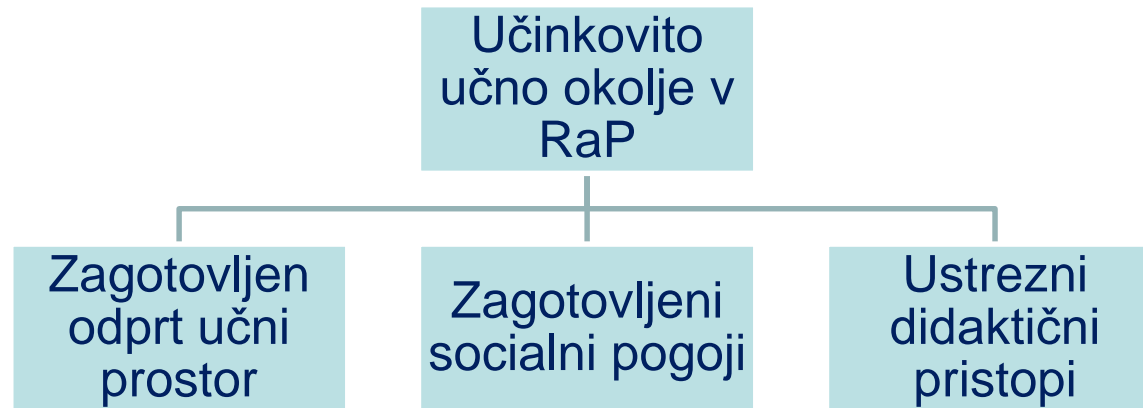 Učinkovito
učno okolje v
RaP
Zagotovljen
odprt učni
prostor
Zagotovljeni
socialni pogoji
Ustrezni
didaktični
pristopi